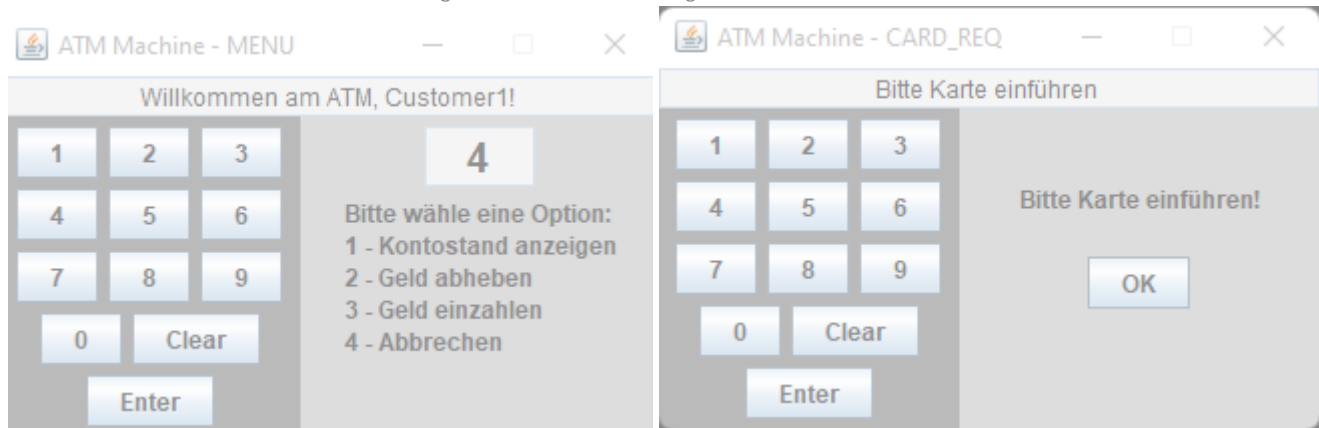 ATM Machine - MENU
Willkommen am ATM, Customer1!
1 2 3
4 5 6
7 8 9
0 Clear
Enter
4
Bitte wähle eine Option:
1 - Kontostand anzeigen
2 - Geld abheben
3 - Geld einzahlen
4 - Abbrechen
ATM Machine - CARD_REQ
Bitte Karte einführen
1 2 3
4 5 6
7 8 9
0 Clear
Enter
Bitte Karte einführen!
OK